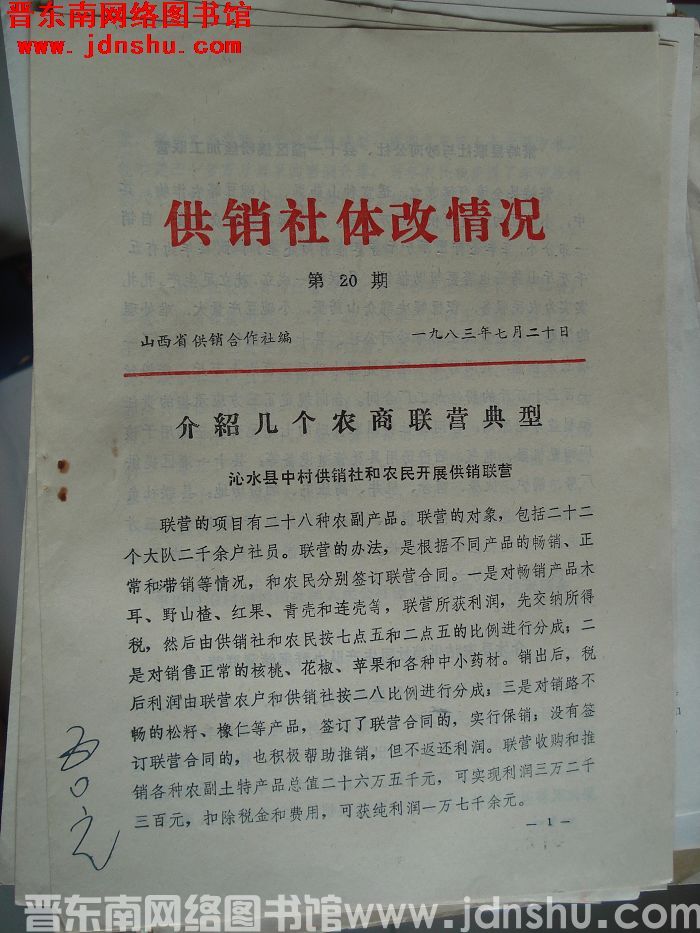 晋东南网络图书馆
www.jdnshu.com
供销社体改情况
第 20 期
山西省供销合作社编 一九八三年七月二十日
介紹几个农商联营典型
沁水县中村供销社和农民开展供销联营
联营的项目有二十八种农副产品。联营的对象，包括二十二
个大队二千余户社员。联营的办法，是根据不同产品的畅销、正
常和带销等情况，和农民分别签订联营合同。一是对畅销产品木
耳、野山楂、红果、青壳和连壳等，联营所获利润，先交纳所得
税，然后由供销社和农民按七点五和二点五的比例进行分成；二
是对销售正常的核桃、花椒、苹果和各种中小药材。销出后，税
后利润由联营农户和供销社按二八比例进行分成；三是对销路不
畅的松籽、橡仁等产品，签订了联营合同的，实行保销；没有签
订联营合同的，也积极帮助推销，但不返还利润。联营收购和推
销各种农副土特产品总值二十六万五千元，可实现利润三万二千
三百元，扣除税金和费用，可获纯利润一万七千余元。
—1—
晋东南网络图书馆www.jdnshu.com